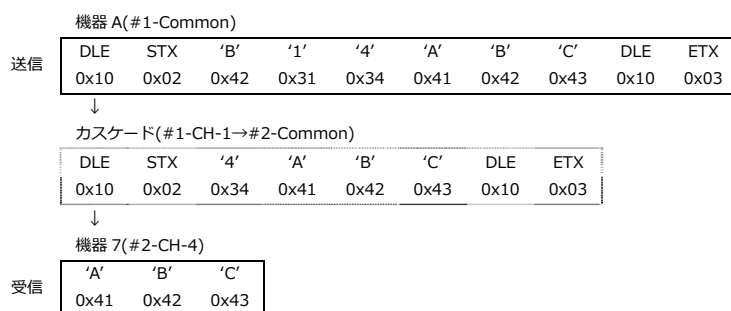 機器 A(#1-Common)
送信
DLE STX ‘B’ ‘1’ ‘4’ ‘A’ ‘B’ ‘C’ DLE ETX
0x10 0x02 0x42 0x31 0x34 0x41 0x42 0x43 0x10 0x03
↓
カスケード(#1-CH-1→#2-Common)
DLE STX ‘4’ ‘A’ ‘B’ ‘C’ DLE ETX
0x10 0x02 0x34 0x41 0x42 0x43 0x10 0x03
↓
機器 7(#2-CH-4)
受信
‘A’ ‘B’ ‘C’
0x41 0x42 0x43